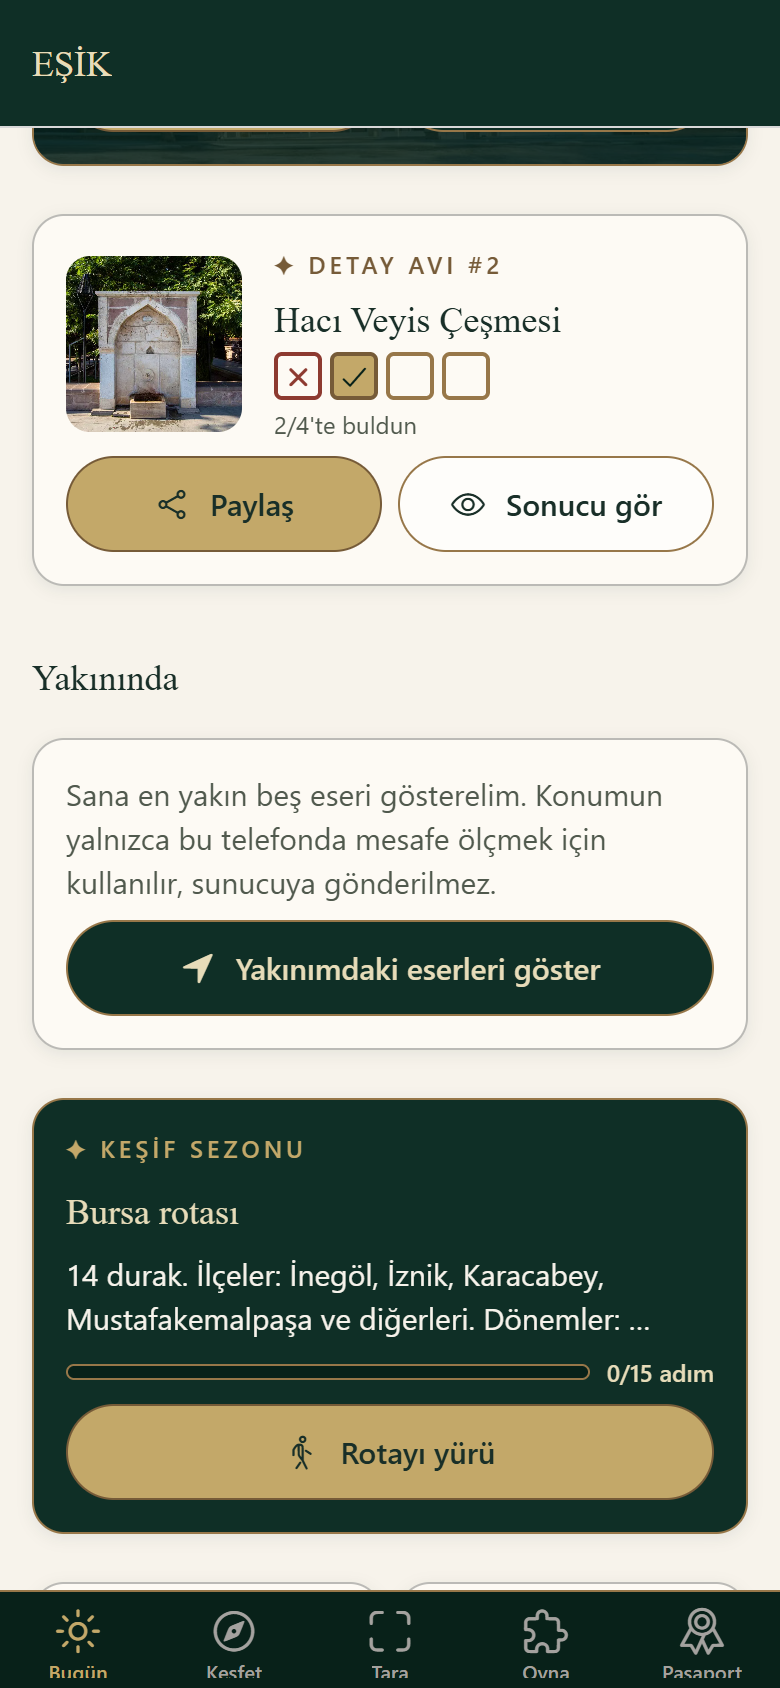 EŞİK
DETAY AVI #2
Hacı Veyis Çeşmesi
2/4'te buldun
Paylaş
Sonucu gör
Yakınında
Sana en yakın beş eseri gösterelim. Konumun
yalnızca bu telefonda mesafe ölçmek için
kullanılır, sunucuya gönderilmez.
Yakınımdaki eserleri göster
KEŞİF SEZONU
Bursa rotası
14 durak. İlçeler: İnegöl, İznik, Karacabey,
Mustafakemalpaşa ve diğerleri. Dönemler: ...
0/15 adım
Rotayı yürü
Bugün
Keşfet
Tara
Oyna
Pasaport